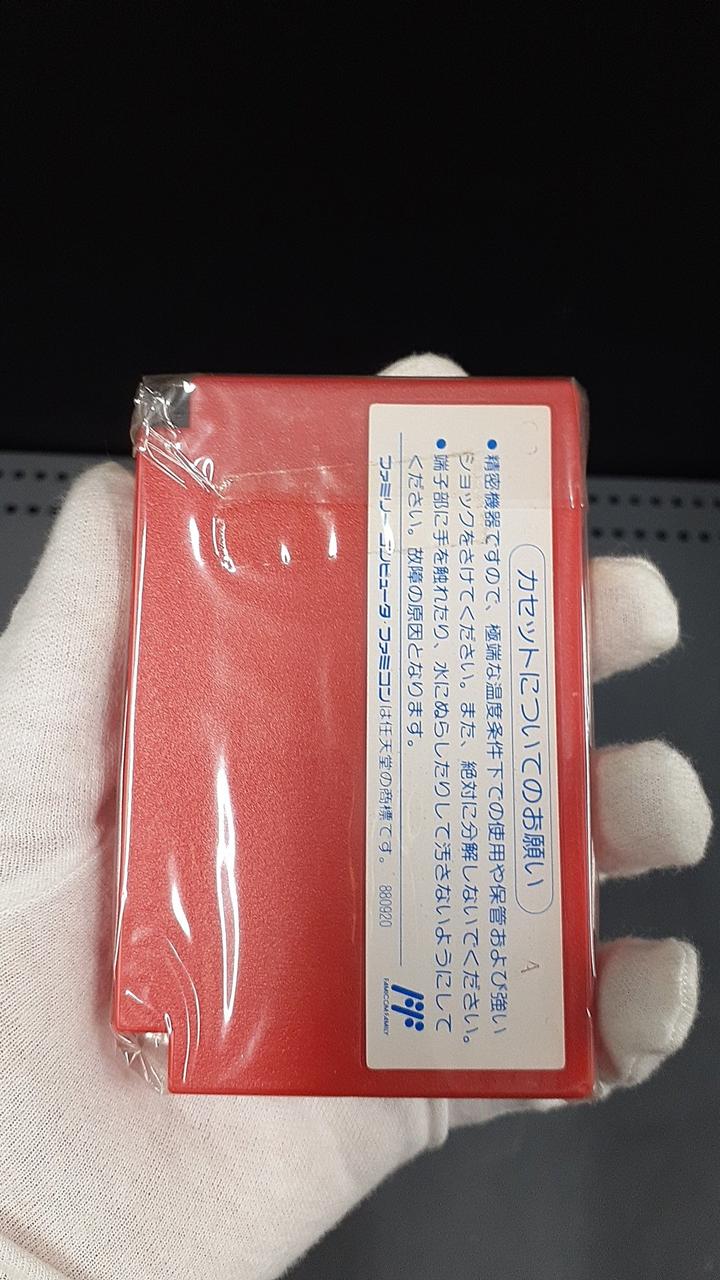 カセットについてのお願い
●精密機器ですので、極端な温度条件下での使用や保管および強い
ショックをさけてください。また、絶対に分解しないでください。
●端子部に手を触れたり、水にぬらしたりして汚さないようにして
ください。故障の原因となります。
ファミリーコンピュータ・ファミコンは任天堂の商標です。 880920
FAMICOM FAMILY
A